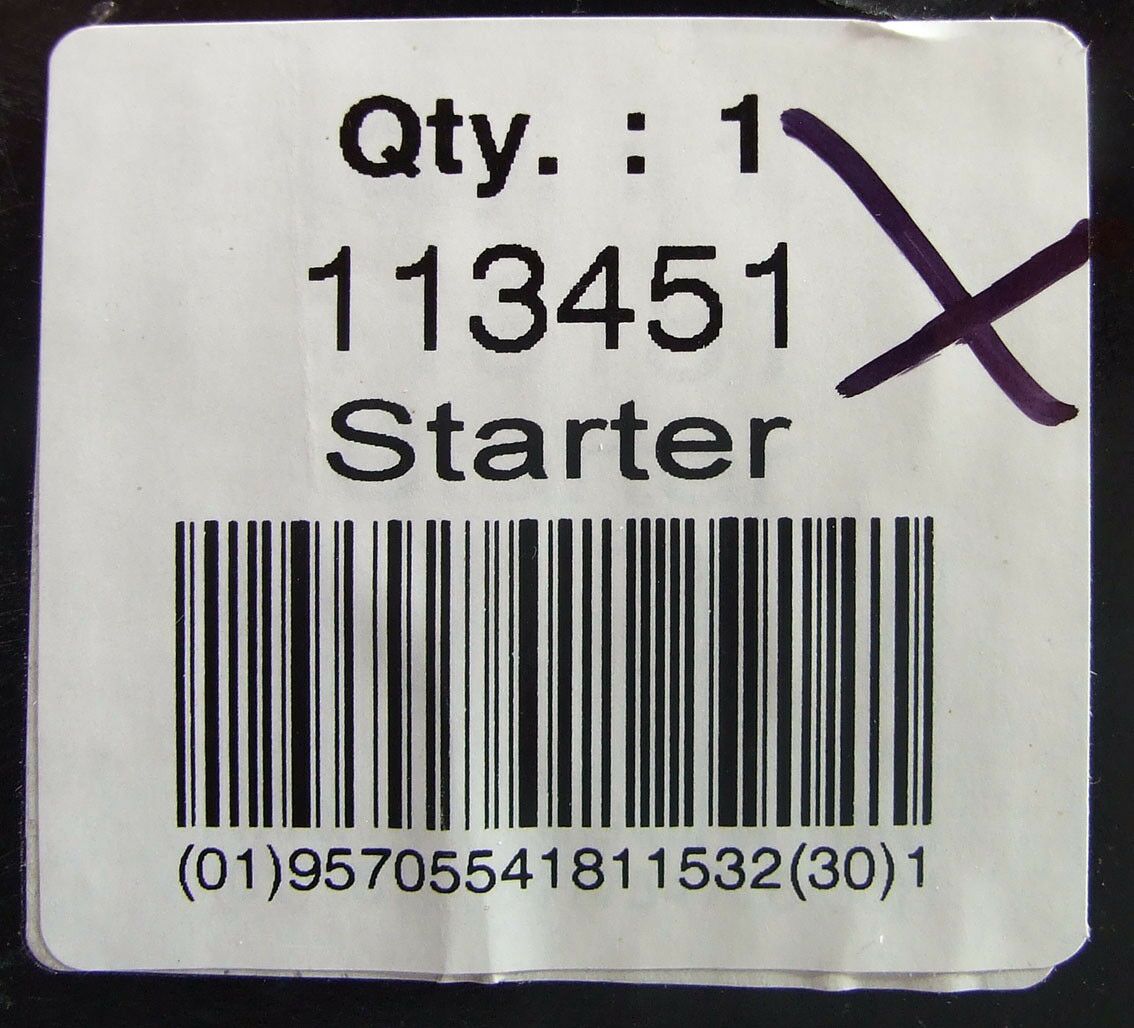 Qty. : 1
113451
Starter
(01)95705541811532(30)1